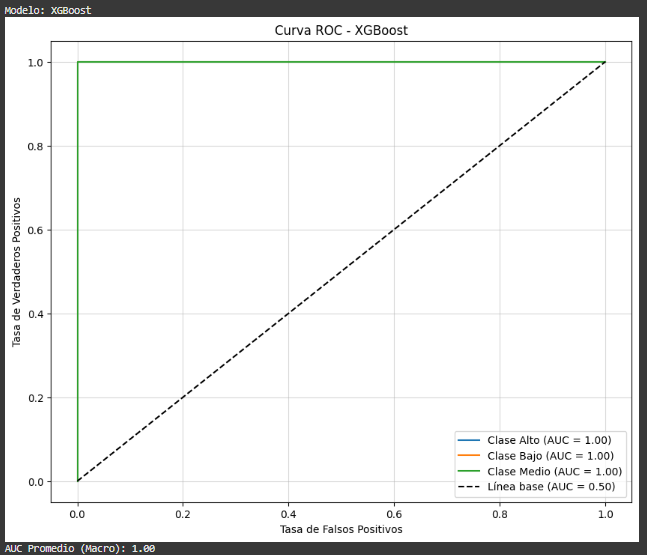 Modelo: XGBoost
Curva ROC - XGBoost
1.0
0.8
0.6
0.4
0.2
0.0
Tasa de Verdaderos Positivos
0.0 0.2 0.4 0.6 0.8 1.0
Tasa de Falsos Positivos
Clase Alto (AUC = 1.00)
Clase Bajo (AUC = 1.00)
Clase Medio (AUC = 1.00)
Línea base (AUC = 0.50)
AUC Promedio (Macro): 1.00